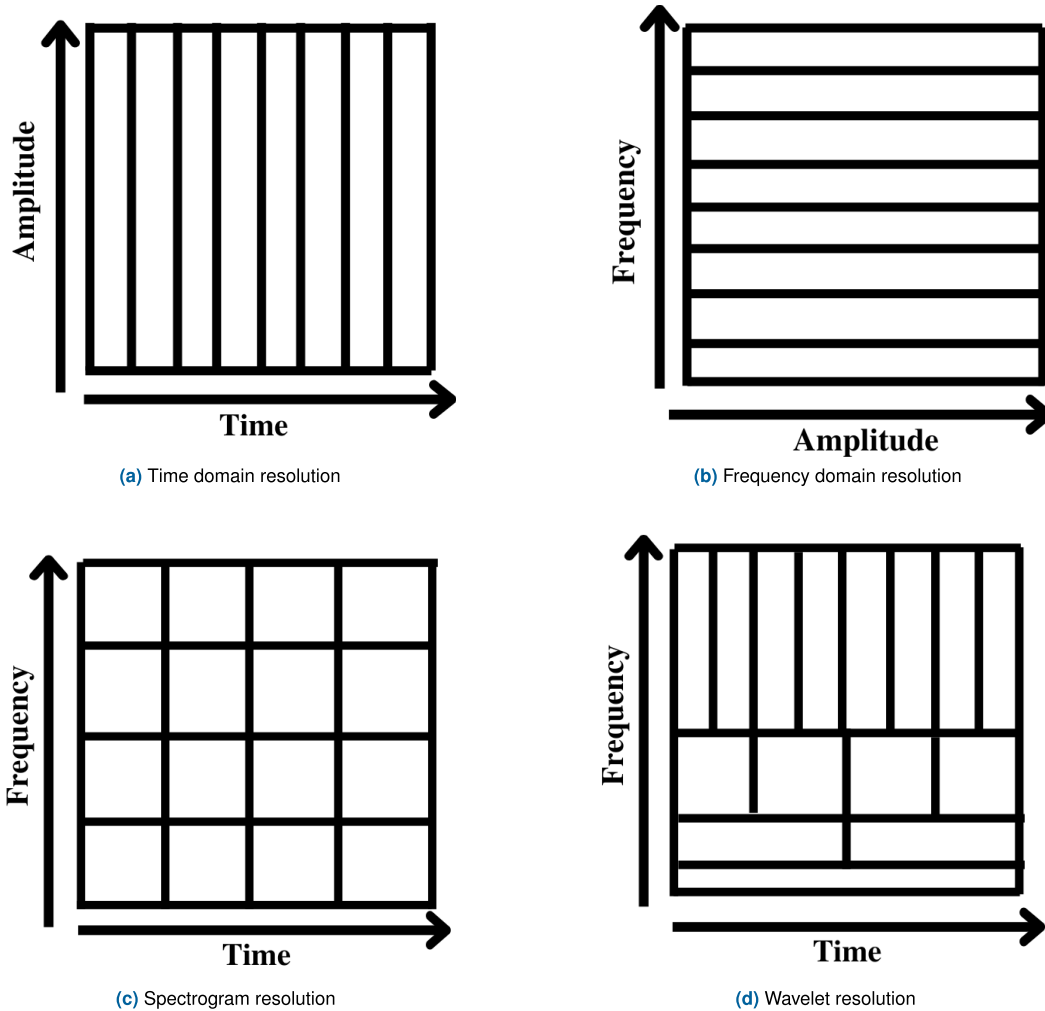 Amplitude
Time
(a) Time domain resolution
Frequency
Amplitude
(b) Frequency domain resolution
Frequency
Time
(c) Spectrogram resolution
Frequency
Time
(d) Wavelet resolution